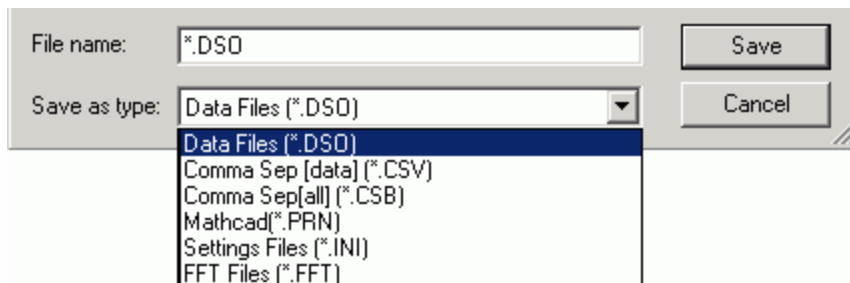 File name: *.DSO Save
Save as type: Data Files (*.DSO) Cancel
Data Files (*.DSO)
Comma Sep [data] (*.CSV)
Comma Sep[all] (*.CSB)
Mathcad(*.PRN)
Settings Files (*.INI)
FFT Files (*.FFT)